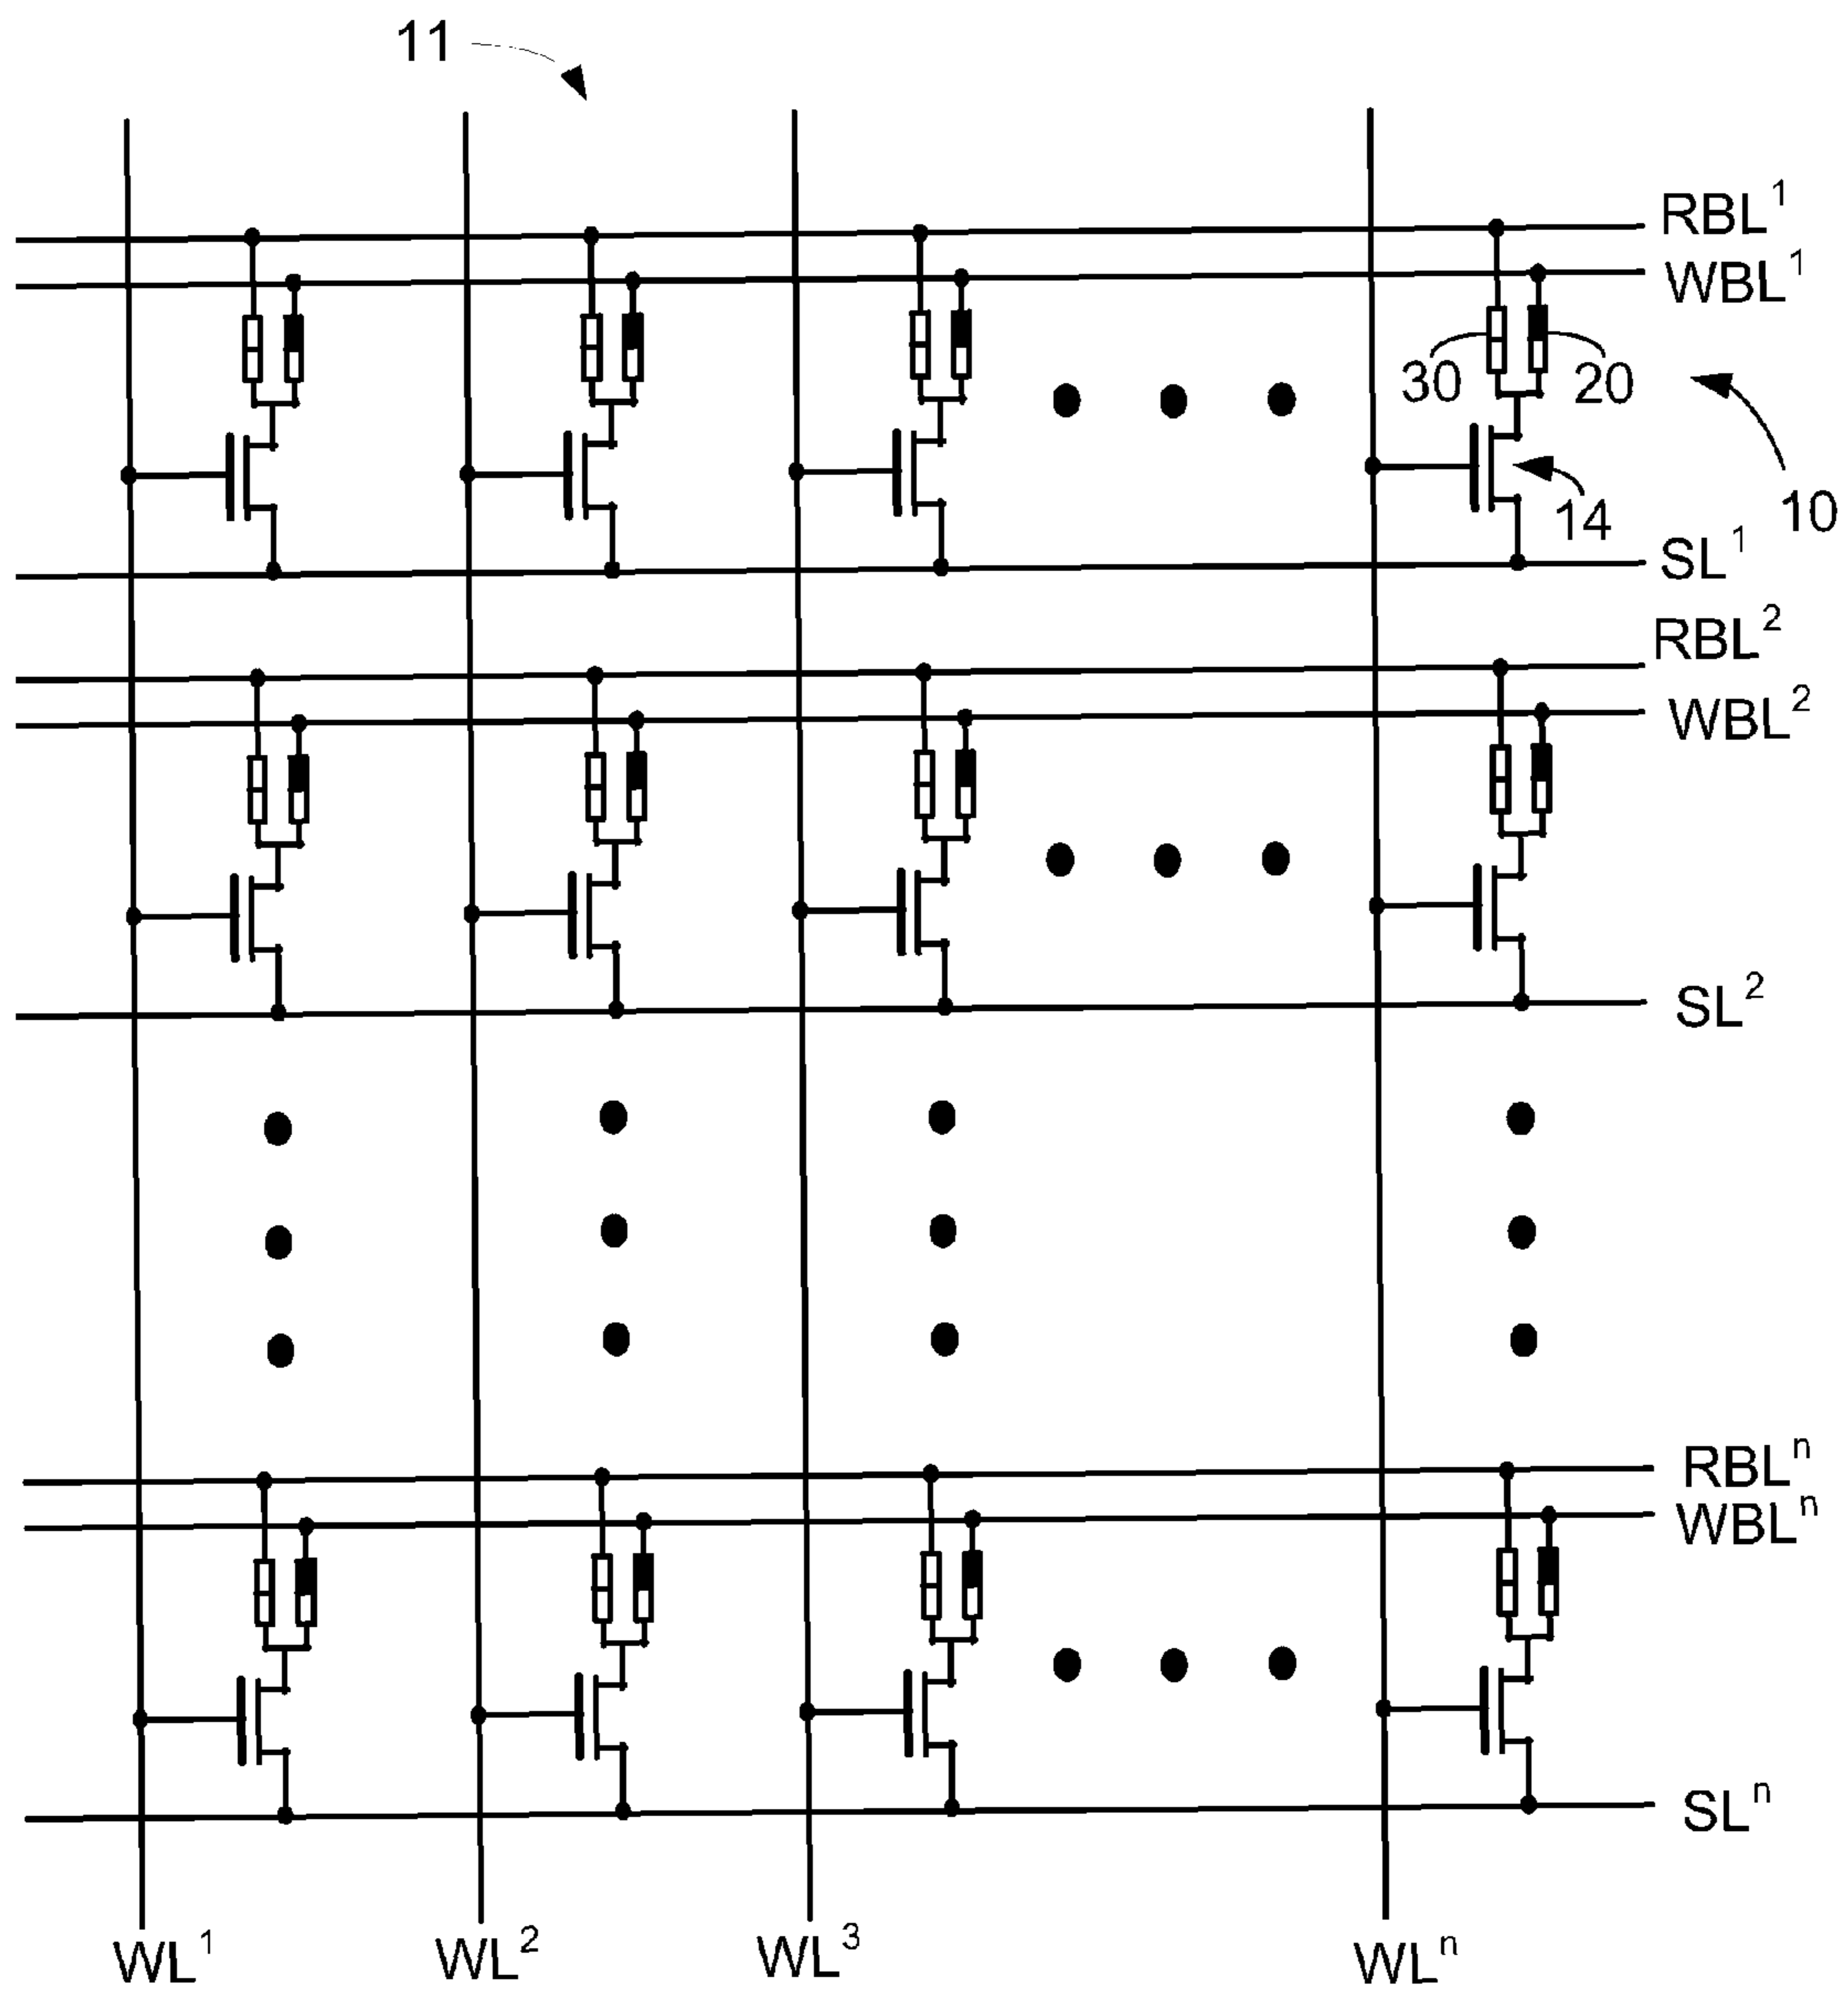 11
RBL¹
WBL¹
30
20
10
14
SL¹
RBL²
WBL²
SL²
RBLⁿ
WBLⁿ
SLⁿ
WL¹ WL² WL³ WLⁿ